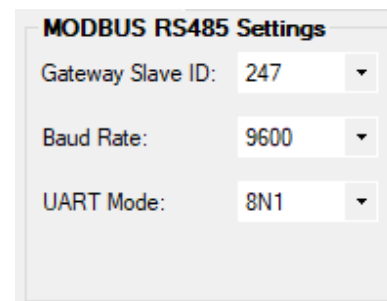 MODBUS RS485 Settings
Gateway Slave ID: 247
Baud Rate: 9600
UART Mode: 8N1